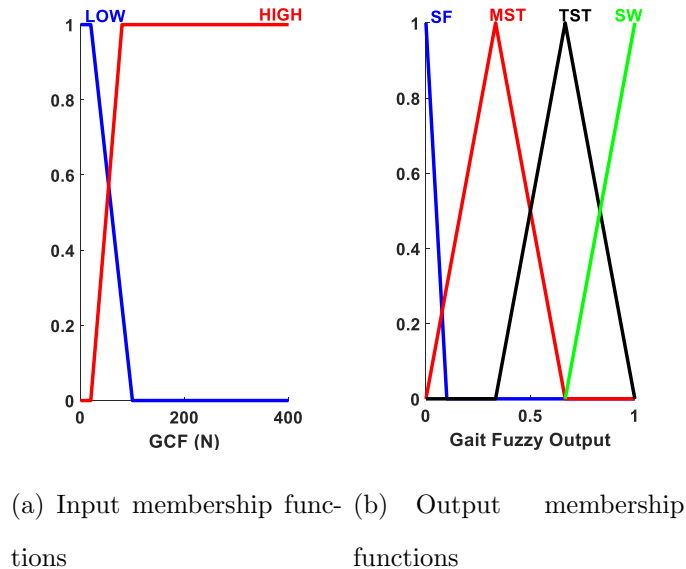 LOW HIGH
1
0.8
0.6
0.4
0.2
0
200 400
GCF (N)
SF MST TST SW
1
0.8
0.6
0.4
0.2
0
0 0.5 1
Gait Fuzzy Output
(a) Input membership func-
tions
(b) Output membership
functions